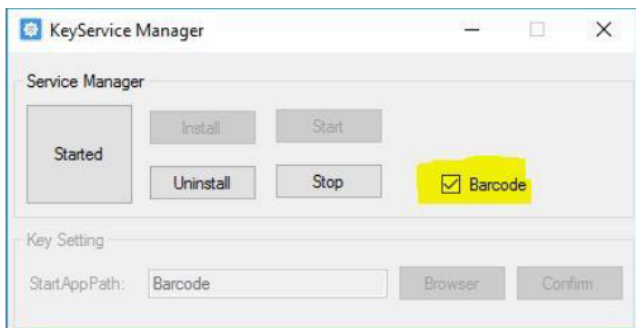 KeyService Manager
Service Manager
Started
Install
Start
Uninstall
Stop
Barcode
Key Setting
StartAppPath: Barcode Browser Confirm